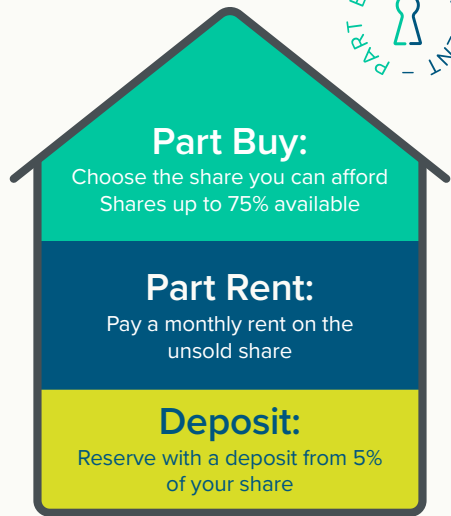 PART
Part Buy:
Choose the share you can afford
Shares up to 75% available
Part Rent:
Pay a monthly rent on the
unsold share
Deposit:
Reserve with a deposit from 5%
of your share